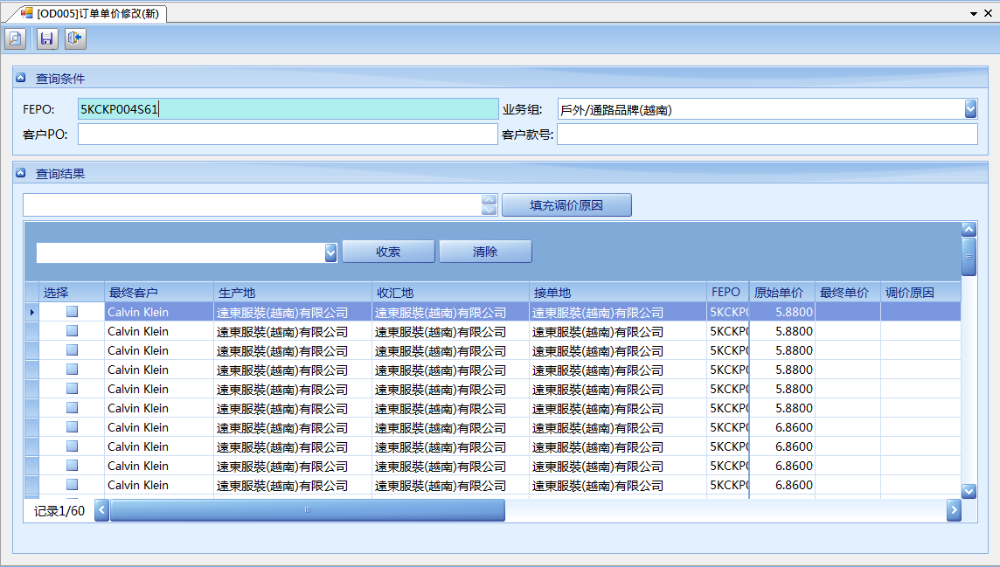 [OD005]订单单价修改(新)
查询条件
FEPO: 5KCKP004S61 业务组: 戶外/通路品牌(越南)
客户PO: 客户款号:
查询结果
填充调价原因
收索 清除
选择 最终客户 生产地 收汇地 接单地 FEPO 原始单价 最终单价 调价原因
Calvin Klein 遠東服裝(越南)有限公司 遠東服裝(越南)有限公司 遠東服裝(越南)有限公司 5KCKP0 5.8800
Calvin Klein 遠東服裝(越南)有限公司 遠東服裝(越南)有限公司 遠東服裝(越南)有限公司 5KCKP0 5.8800
Calvin Klein 遠東服裝(越南)有限公司 遠東服裝(越南)有限公司 遠東服裝(越南)有限公司 5KCKP0 5.8800
Calvin Klein 遠東服裝(越南)有限公司 遠東服裝(越南)有限公司 遠東服裝(越南)有限公司 5KCKP0 5.8800
Calvin Klein 遠東服裝(越南)有限公司 遠東服裝(越南)有限公司 遠東服裝(越南)有限公司 5KCKP0 5.8800
Calvin Klein 遠東服裝(越南)有限公司 遠東服裝(越南)有限公司 遠東服裝(越南)有限公司 5KCKP0 5.8800
Calvin Klein 遠東服裝(越南)有限公司 遠東服裝(越南)有限公司 遠東服裝(越南)有限公司 5KCKP0 6.8600
Calvin Klein 遠東服裝(越南)有限公司 遠東服裝(越南)有限公司 遠東服裝(越南)有限公司 5KCKP0 6.8600
Calvin Klein 遠東服裝(越南)有限公司 遠東服裝(越南)有限公司 遠東服裝(越南)有限公司 5KCKP0 6.8600
Calvin Klein 遠東服裝(越南)有限公司 遠東服裝(越南)有限公司 遠東服裝(越南)有限公司 5KCKP0 6.8600
记录1/60